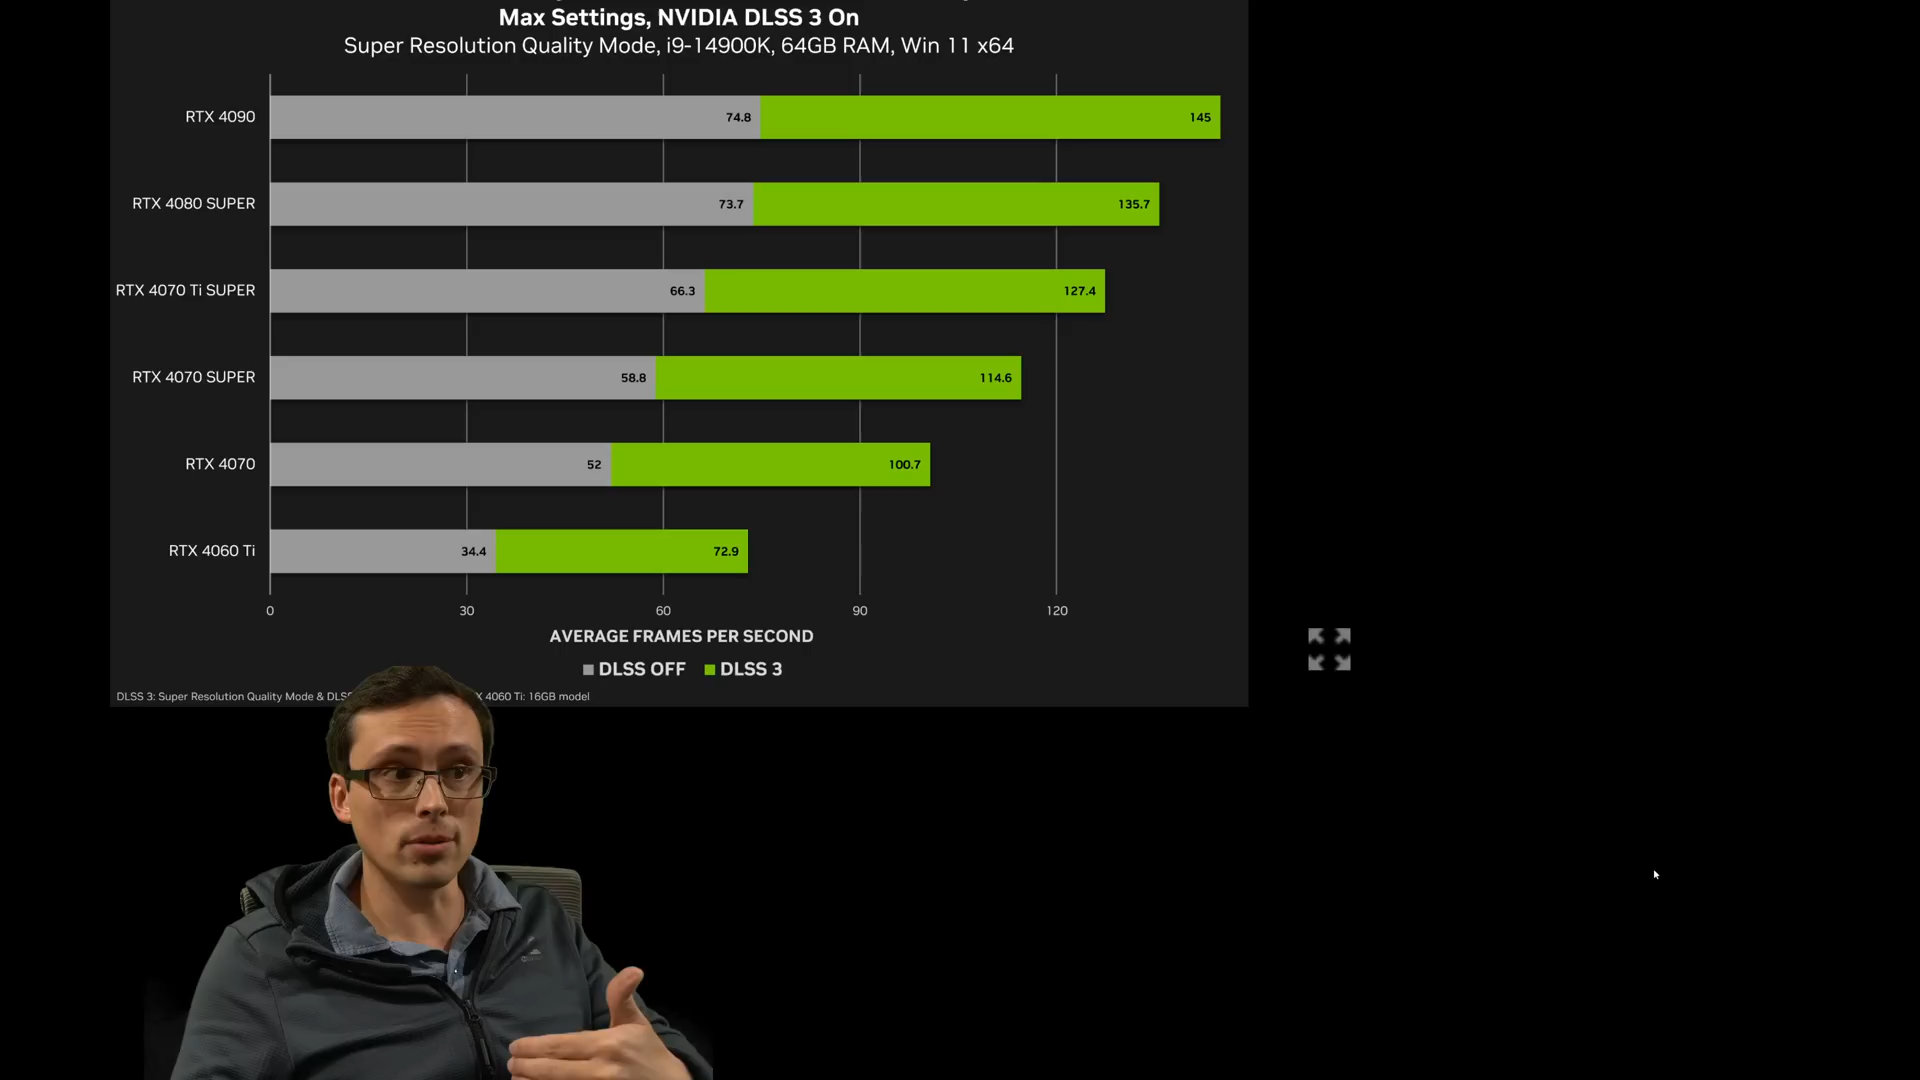 Max Settings, NVIDIA DLSS 3 On
Super Resolution Quality Mode, i9-14900K, 64GB RAM, Win 11 x64
RTX 4090 74.8 145
RTX 4080 SUPER 73.7 135.7
RTX 4070 Ti SUPER 66.3 127.4
RTX 4070 SUPER 58.8 114.6
RTX 4070 52 100.7
RTX 4060 Ti 34.4 72.9
0 30 60 90 120
AVERAGE FRAMES PER SECOND
DLSS OFF DLSS 3
DLSS 3: Super Resolution Quality Mode & 4060 Ti: 16GB model